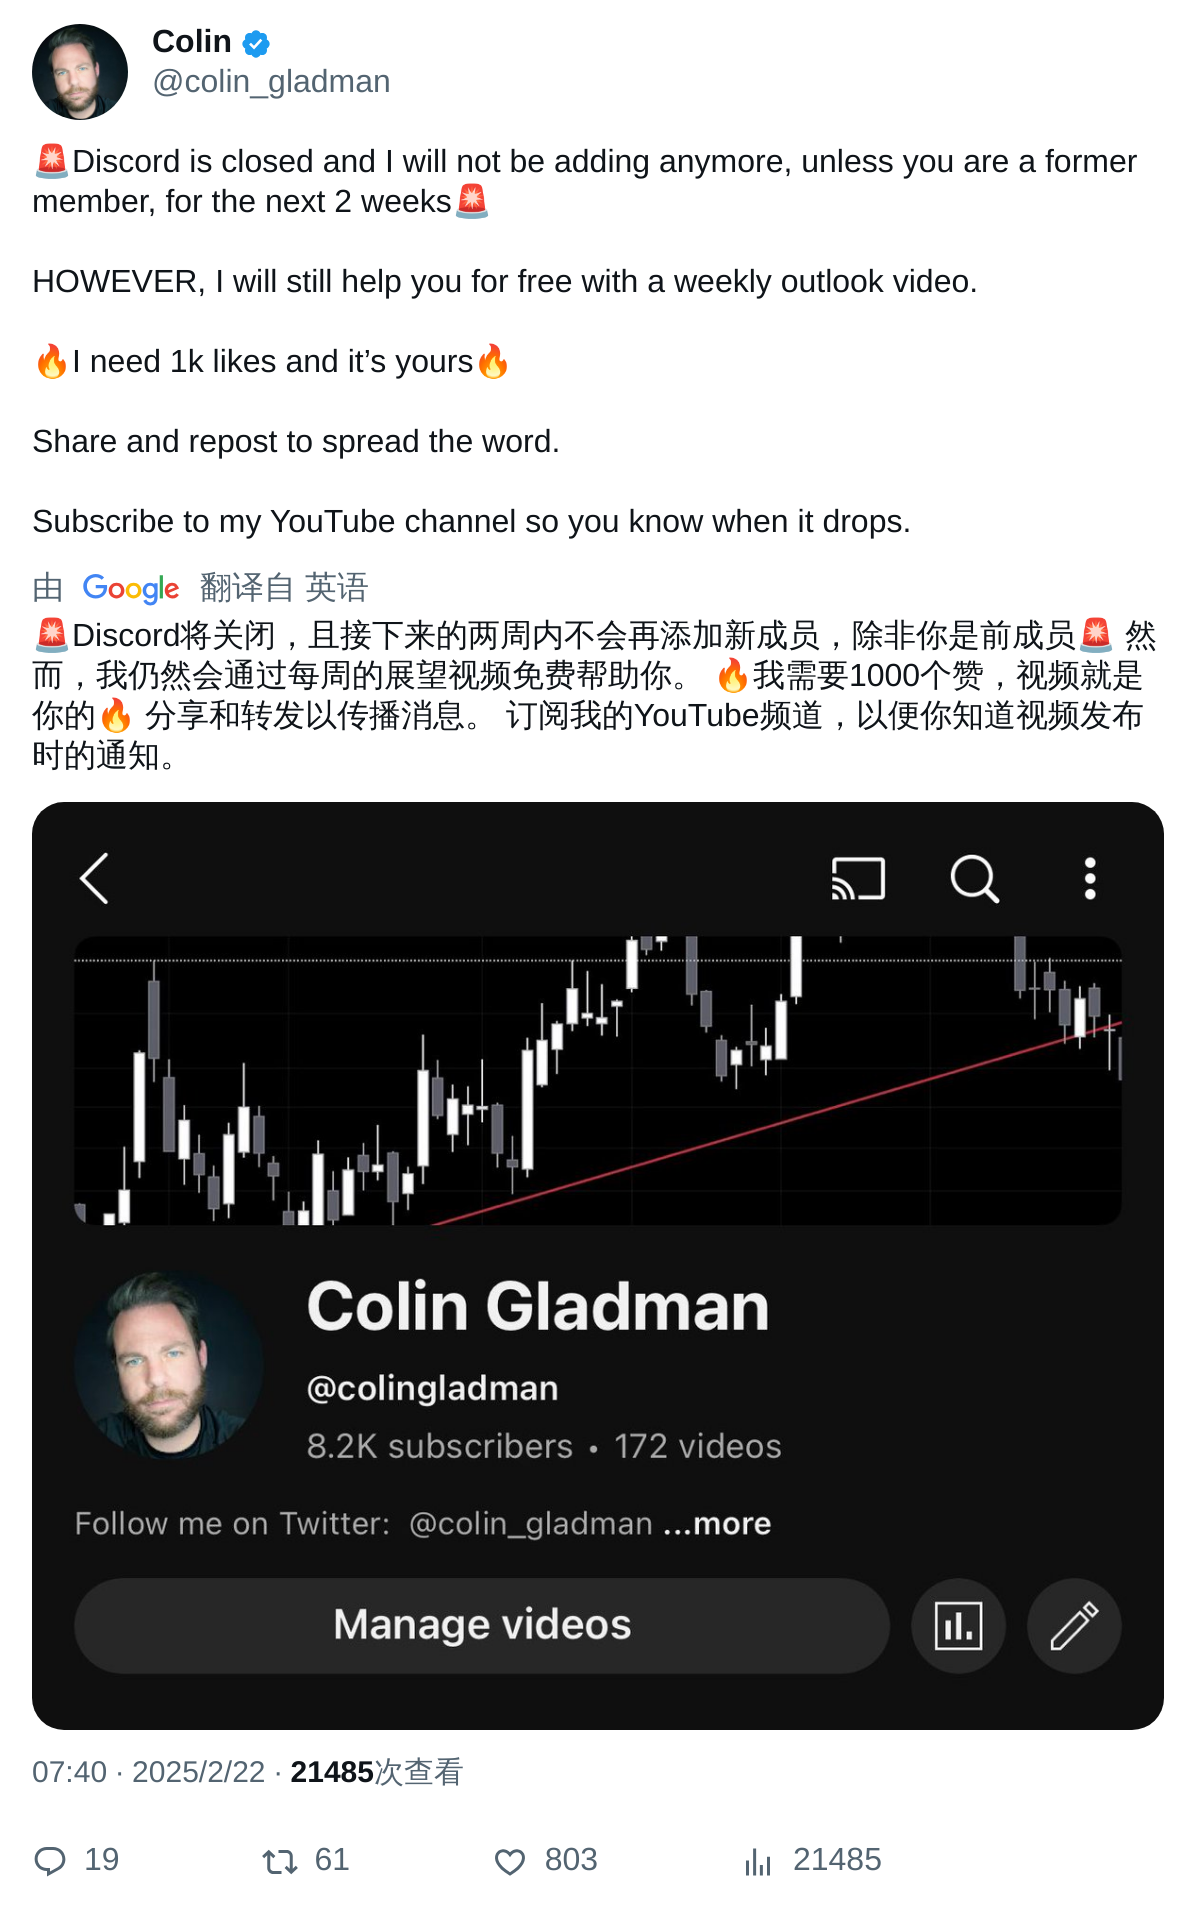 Colin
@colin_gladman
🚨Discord is closed and I will not be adding anymore, unless you are a former
member, for the next 2 weeks🚨
HOWEVER, I will still help you for free with a weekly outlook video.
🔥I need 1k likes and it’s yours🔥
Share and repost to spread the word.
Subscribe to my YouTube channel so you know when it drops.
由 Google 翻译自 英语
🚨Discord将关闭，且接下来的两周内不会再添加新成员，除非你是前成员🚨 然
而，我仍然会通过每周的展望视频免费帮助你。 🔥我需要1000个赞，视频就是
你的🔥 分享和转发以传播消息。 订阅我的YouTube频道，以便你知道视频发布
时的通知。
Colin Gladman
@colingladman
8.2K subscribers • 172 videos
Follow me on Twitter: @colin_gladman ...more
Manage videos
07:40 · 2025/2/22 · 21485次查看
19 61 803 21485